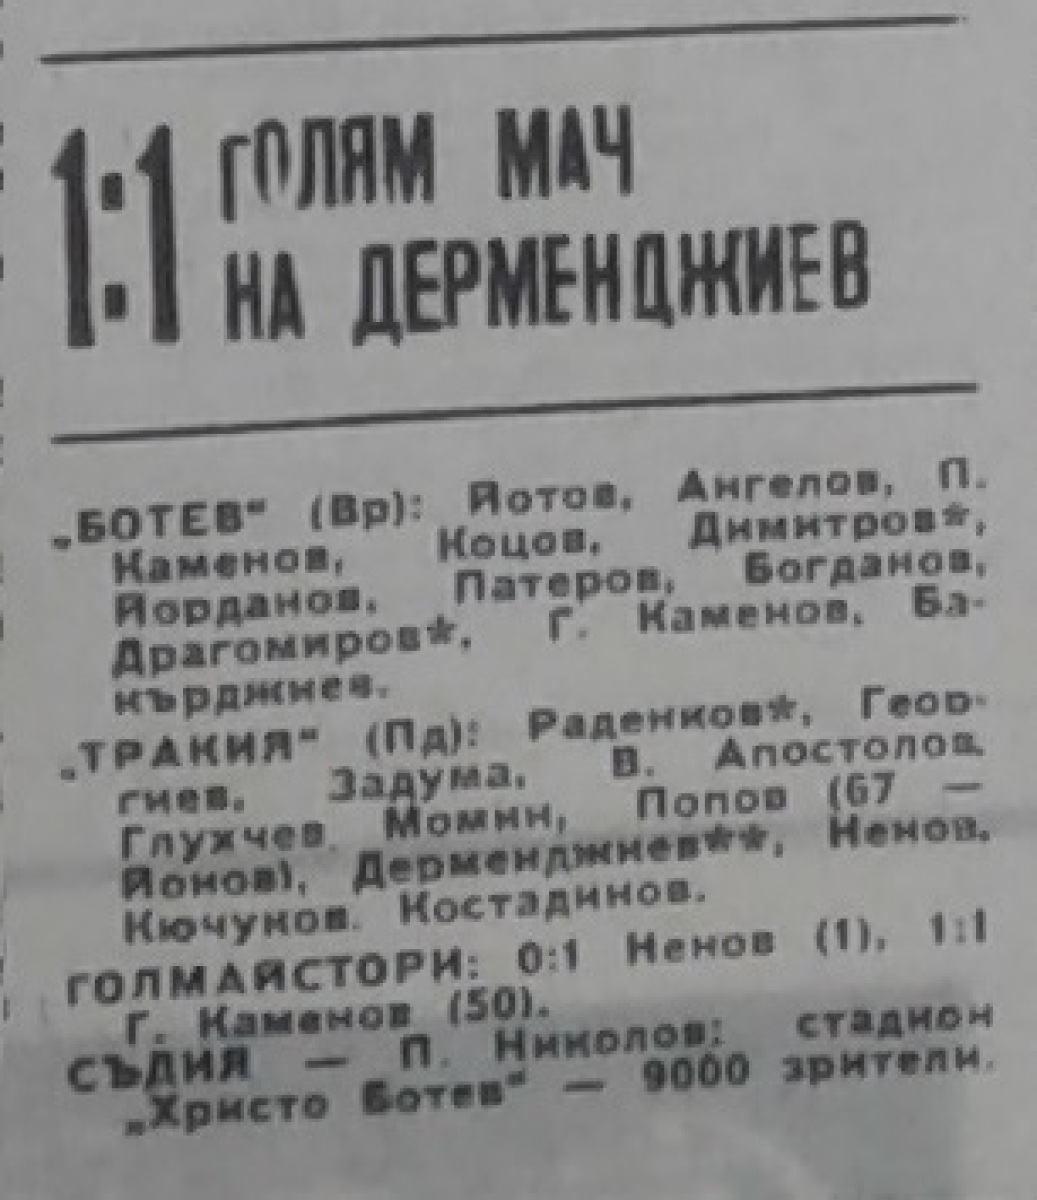 1:1 ГОЛЯМ МАЧ
НА ДЕРМЕНДЖИЕВ
„БОТЕВ“ (Вр): Йотов, Ангелов, П.
Каменов, Коцов, Димитров*,
Йорданов, Патеров, Богданов,
Драгомиров*, Г. Каменов, Ба-
кърджиев.
„ТРАКИЯ“ (Пд): Раденков*, Геор-
гиев, Задума, В. Апостолов,
Глухчев, Момин, Попов (67 —
Йонов), Дерменджиев**, Ненов,
Кючуков, Костадинов.
ГОЛМАЙСТОРИ: 0:1 Ненов (1), 1:1
Г. Каменов (50).
СЪДИЯ — П. Николов; стадион
„Христо Ботев“ — 9000 зрители.